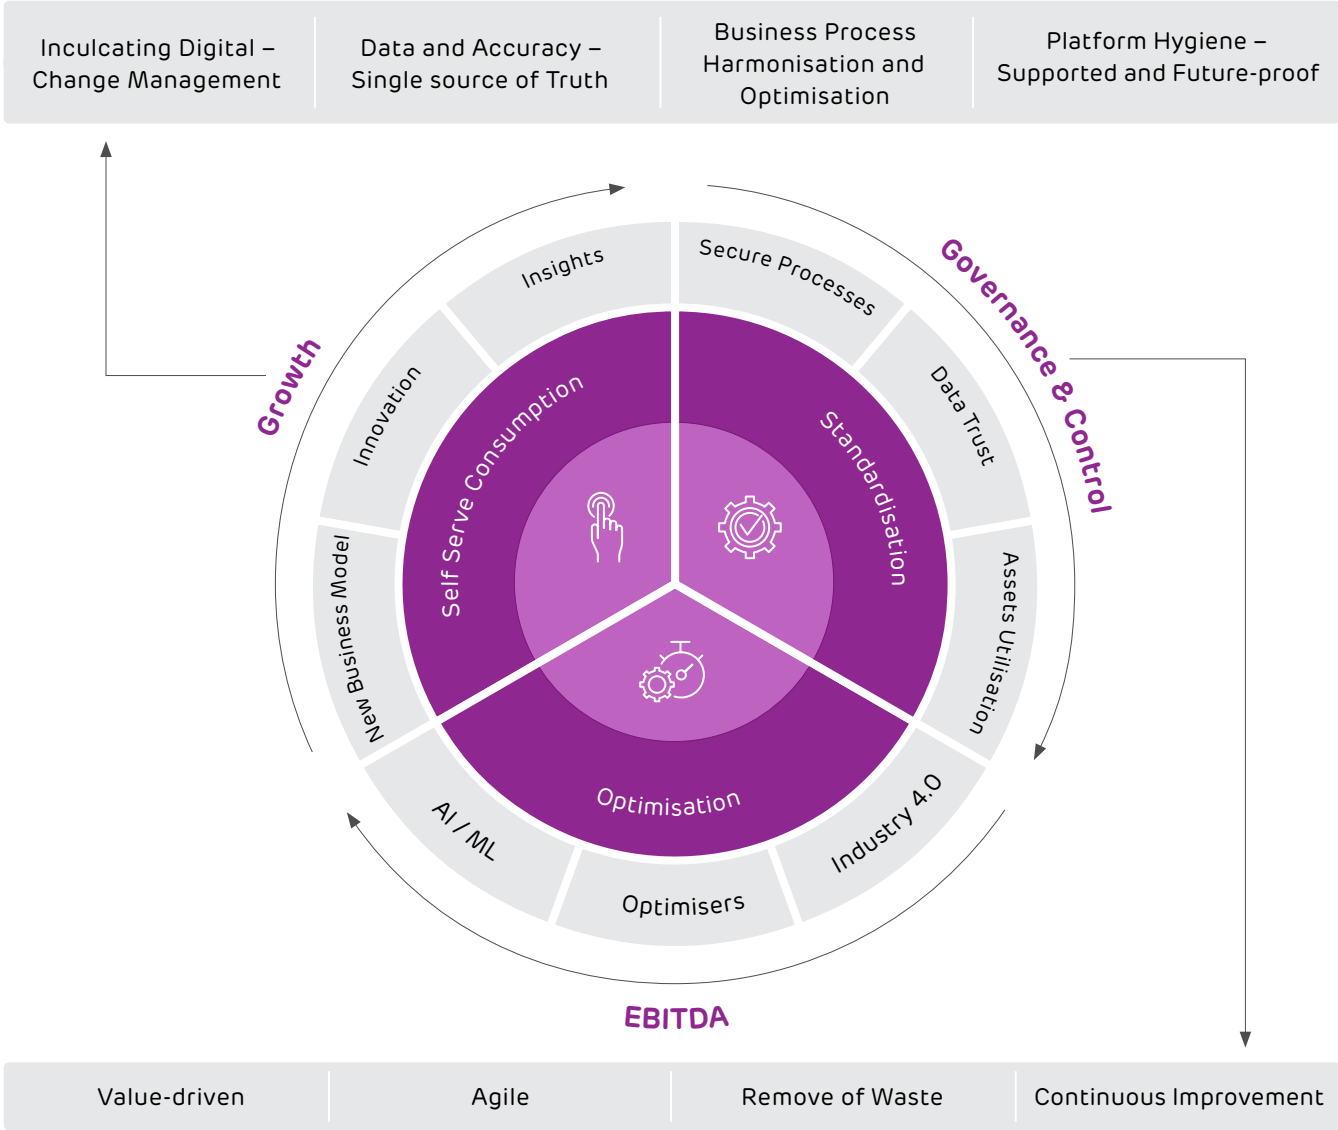 Inculcating Digital –
Change Management
Data and Accuracy –
Single source of Truth
Business Process
Harmonisation and
Optimisation
Platform Hygiene –
Supported and Future-proof
Growth
Governance & Control
EBITDA
Insights
Secure Processes
Innovation
Data Trust
New Business Model
Assets Utilisation
AI / ML
Optimisers
Industry 4.0
Self Serve Consumption
Standardisation
Optimisation
Value-driven
Agile
Remove of Waste
Continuous Improvement